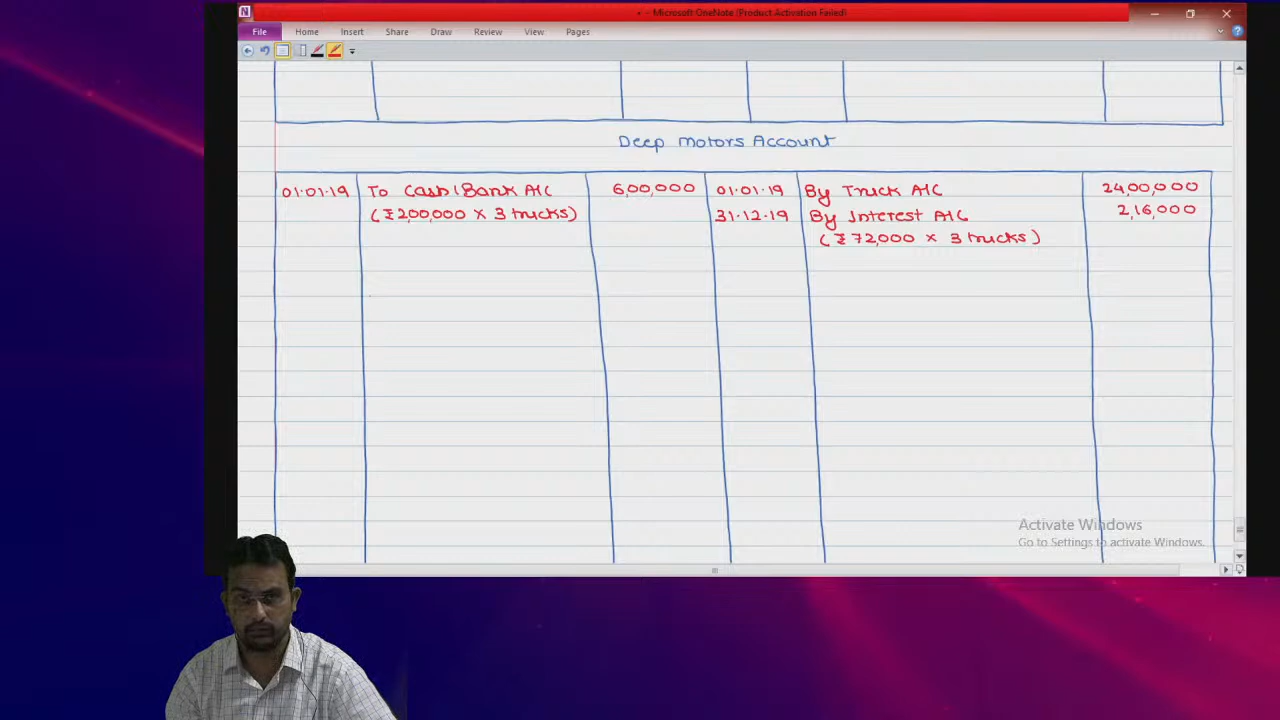 - Microsoft OneNote (Product Activation Failed)
File Home Insert Share Draw Review View Pages
Deep Motors Account
01.01.19 To Cash/Bank A/C 6,00,000 01.01.19 By Truck A/C 24,00,000
(₹2,00,000 × 3 trucks) 31.12.19 By Interest A/C 2,16,000
(₹72,000 × 3 trucks)
Activate Windows
Go to Settings to activate Windows.